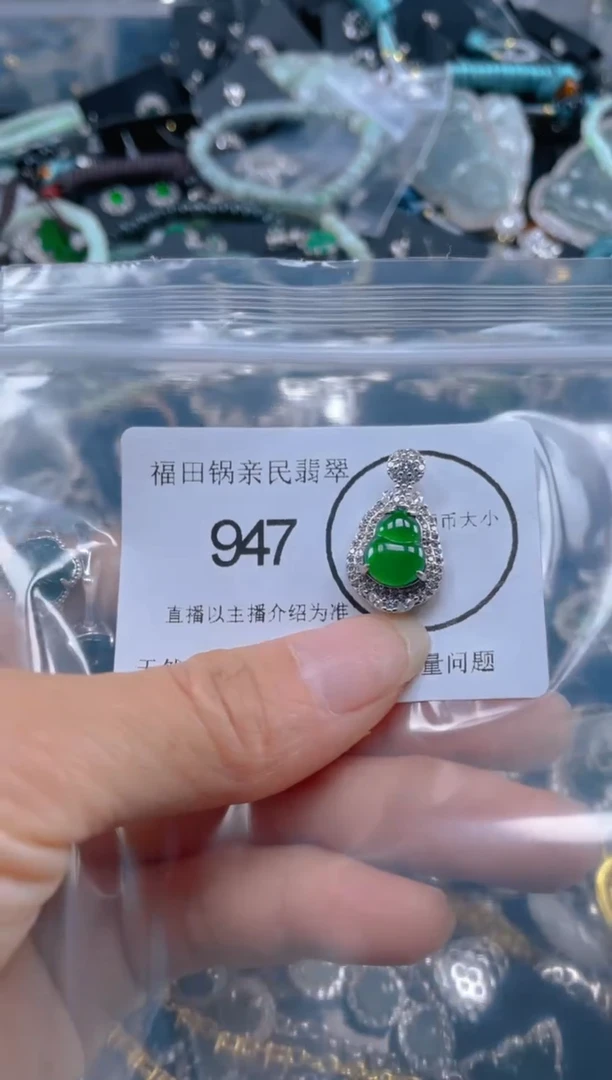 福田锅亲民翡翠
947
币大小
直播以主播介绍为准
量问题